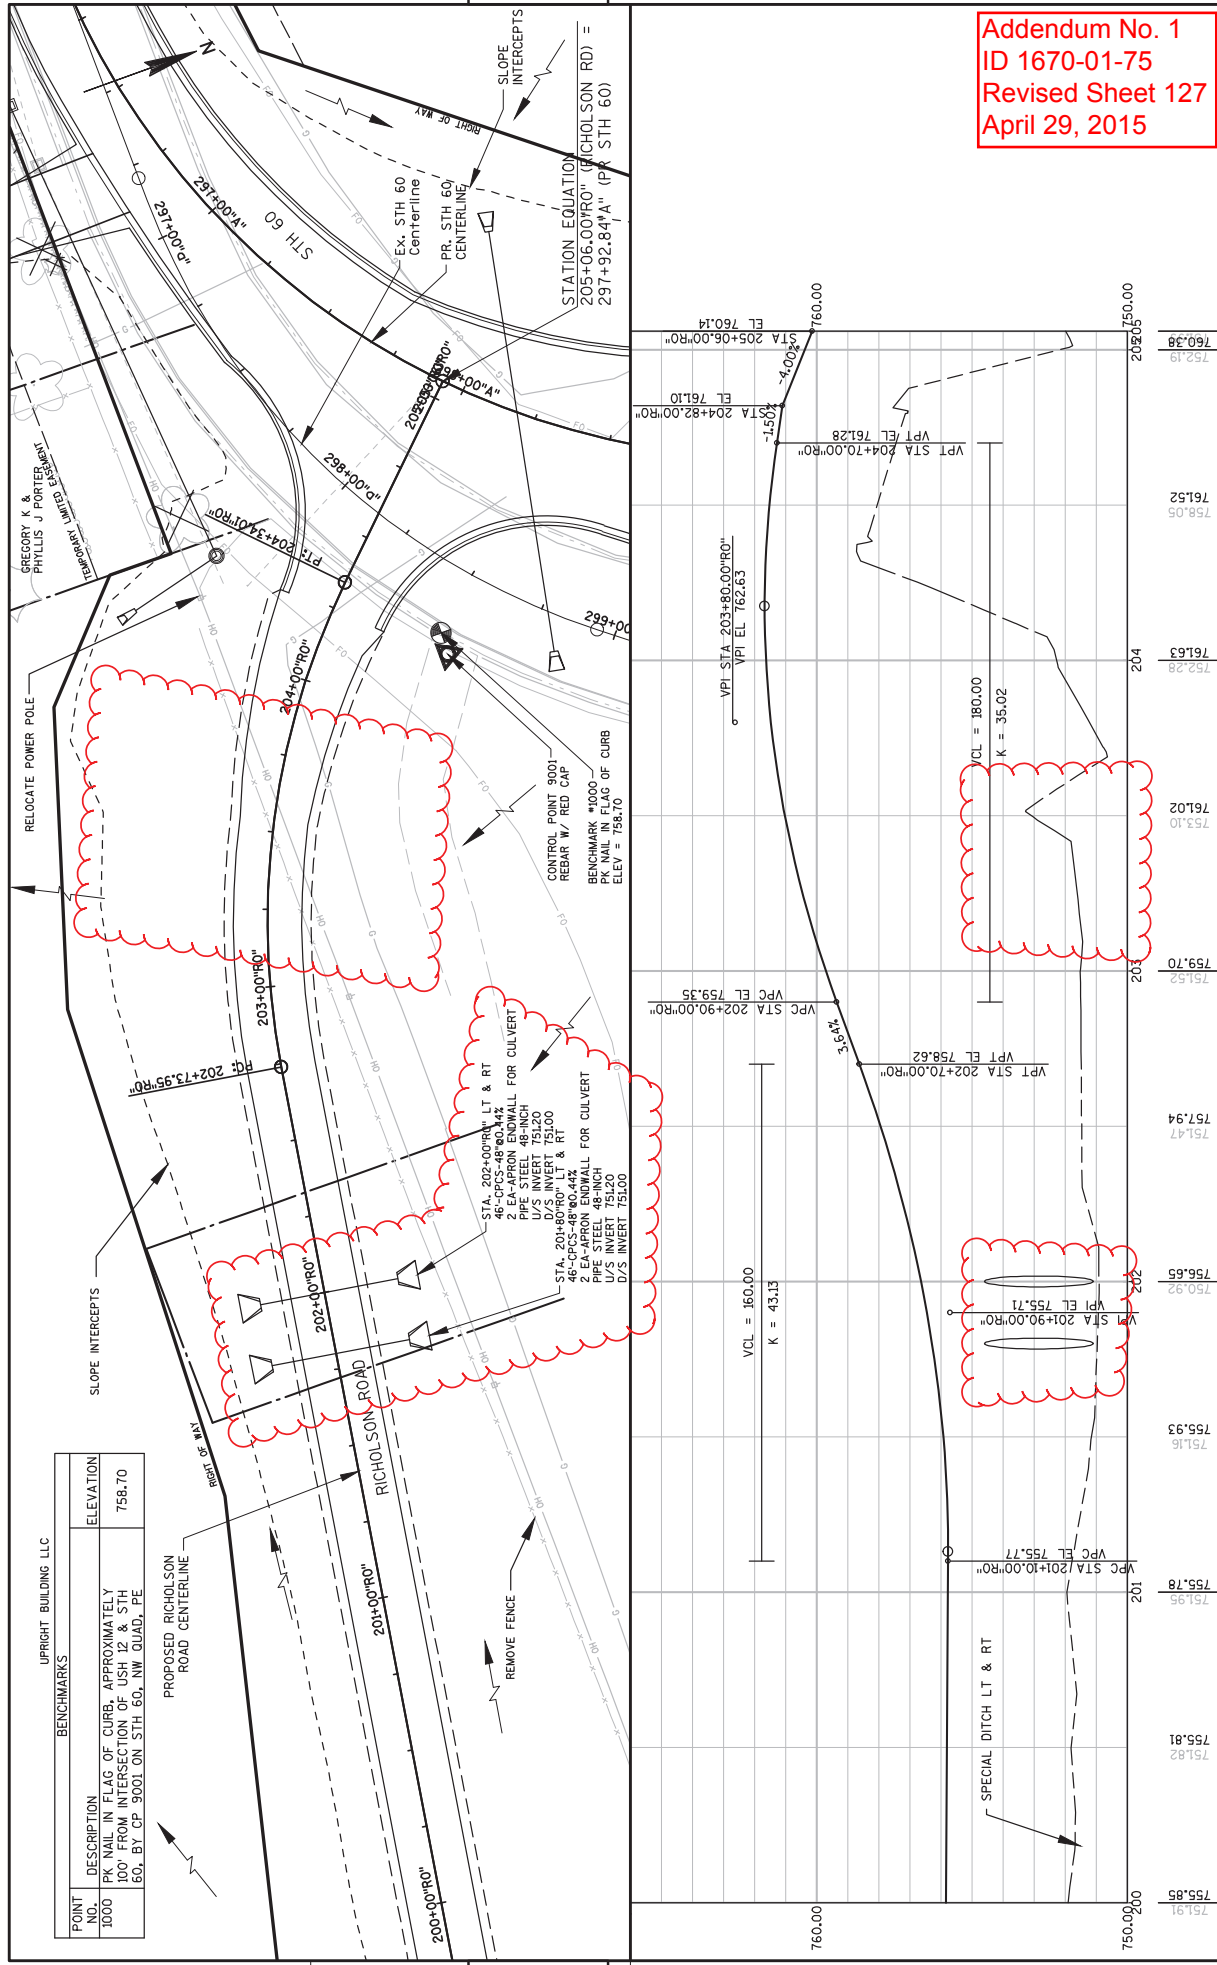 Addendum No. 1
ID 1670-01-75
Revised Sheet 127
April 29, 2015
UPRIGHT BUILDING LLC
BENCHMARKS
POINT NO.
DESCRIPTION
ELEVATION
1000
PK NAIL IN FLAG OF CURB, APPROXIMATELY
100' FROM INTERSECTION OF USH 12 & STH
60, BY CP 9001 ON STH 60, NW QUAD, PE
758.70
SLOPE INTERCEPTS
RELOCATE POWER POLE
GREGORY K &
PHYLLIS J PORTER
TEMPORARY LIMITED EASEMENT
PROPOSED RICHOLSON
ROAD CENTERLINE
RIGHT OF WAY
PC: 202+73.95"RO"
PT: 204+34.01"RO"
200+00"RO"
201+00"RO"
202+00"RO"
203+00"RO"
204+00"RO"
RICHOLSON ROAD
REMOVE FENCE
STA. 202+00"RO" LT & RT
46'-CPCS-48"@0.44%
2 EA-APRON ENDWALL FOR CULVERT
PIPE STEEL 48-INCH
U/S INVERT 751.20
D/S INVERT 751.00
STA. 201+80"RO" LT & RT
46'-CPCS-48"@0.44%
2 EA-APRON ENDWALL FOR CULVERT
PIPE STEEL 48-INCH
U/S INVERT 751.20
D/S INVERT 751.00
CONTROL POINT 9001
REBAR W/ RED CAP
BENCHMARK #1000
PK NAIL IN FLAG OF CURB
ELEV = 758.70
297+00"A"
STH 60
N
RIGHT OF WAY
SLOPE
INTERCEPTS
Ex. STH 60
Centerline
PR. STH 60
CENTERLINE
STATION EQUATION
205+06.00"RO" (RICHOLSON RD) =
297+92.84"A" (PR STH 60)
760.00
750.00
SPECIAL DITCH LT & RT
VPC STA 201+10.00"RO"
VPC EL 755.77
VCL = 160.00
K = 43.13
VPI STA 201+90.00"RO"
VPI EL 755.71
VPT STA 202+70.00"RO"
VPT EL 758.62
3.64%
VPC STA 202+90.00"RO"
VPC EL 759.35
VCL = 180.00
K = 35.02
VPI STA 203+80.00"RO"
VPI EL 762.63
VPT STA 204+70.00"RO"
VPT EL 761.28
-1.50%
STA 204+82.00"RO"
EL 761.10
-4.00%
STA 205+06.00"RO"
EL 760.14
760.00
750.00
200
201
202
203
204
755.85
751.91
755.81
751.82
755.78
751.95
755.93
751.16
756.65
750.92
757.94
751.47
759.70
751.52
761.02
753.10
761.63
752.28
761.52
758.05
760.38
752.19